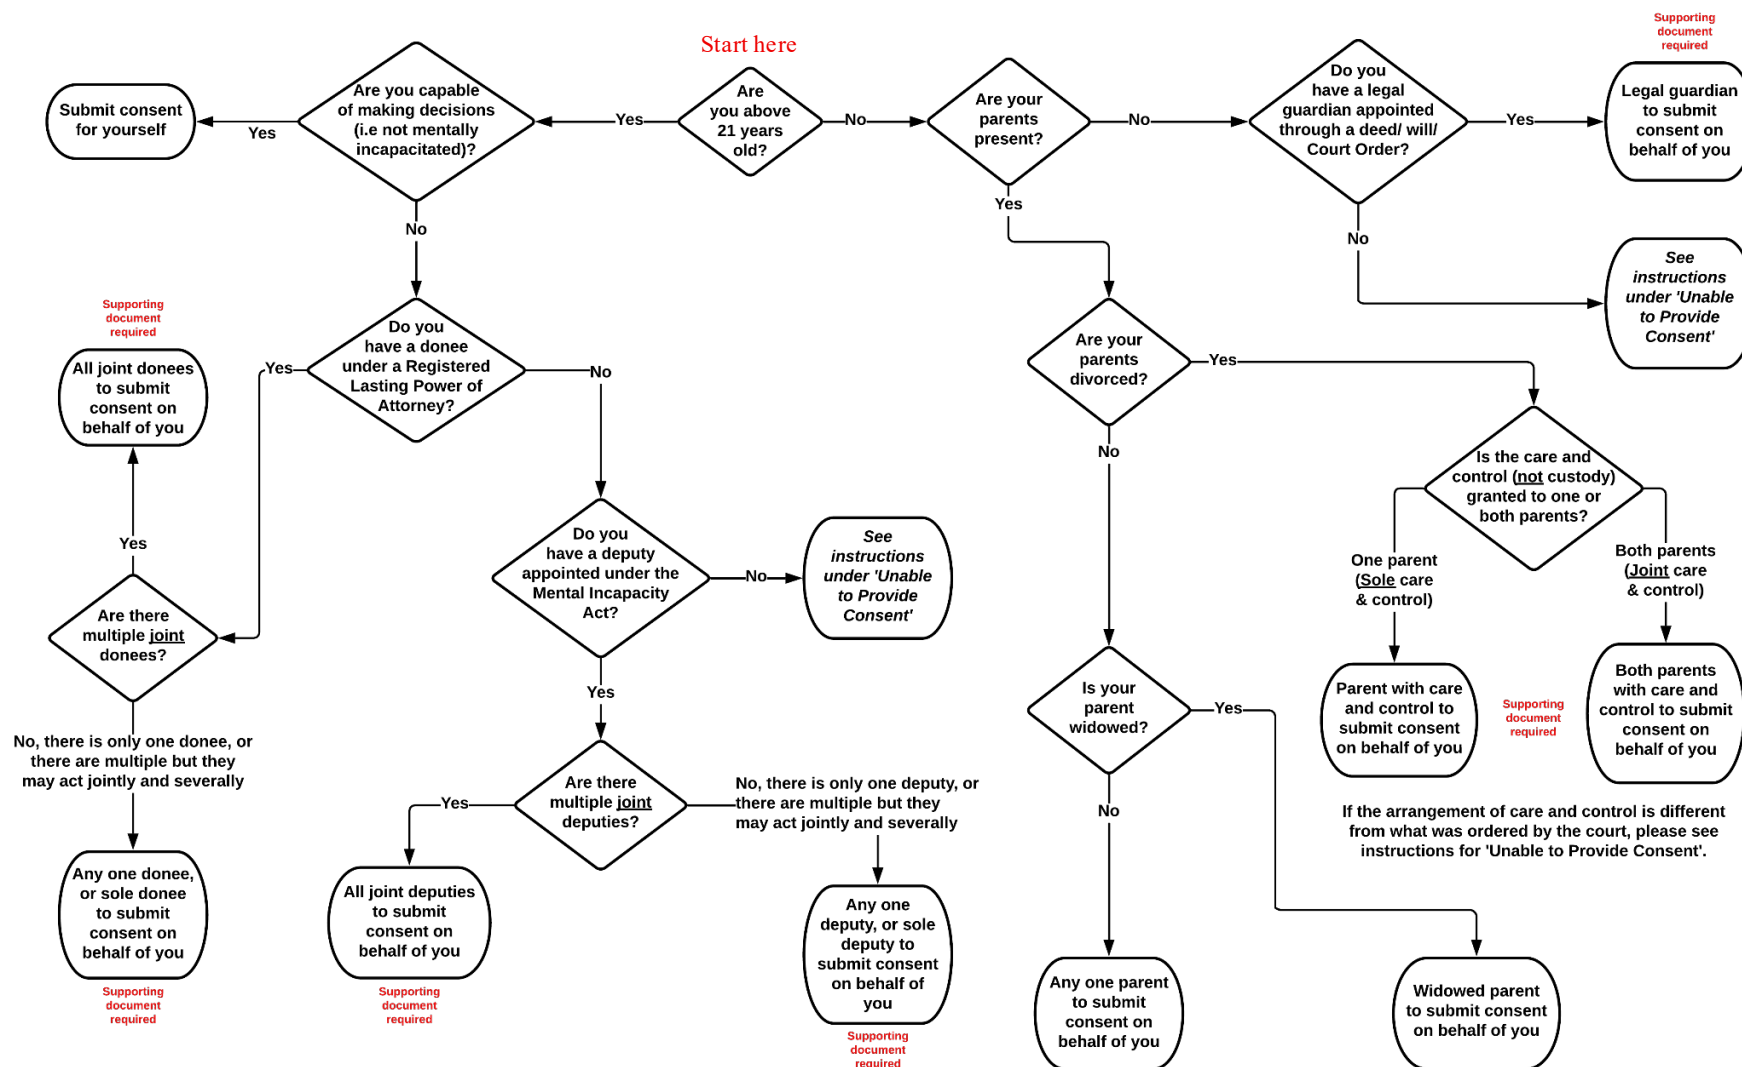 Start here
Are
you above
21 years
old?
Yes
No
Are you capable
of making decisions
(i.e not mentally
incapacitated)?
Yes
Submit consent
for yourself
No
Do you
have a donee
under a Registered
Lasting Power of
Attorney?
Yes
No
Supporting
document
required
All joint donees
to submit
consent on
behalf of you
Yes
Are there
multiple joint
donees?
No, there is only one donee, or
there are multiple but they
may act jointly and severally
Any one donee,
or sole donee
to submit
consent on
behalf of you
Supporting
document
required
Do you
have a deputy
appointed under the
Mental Incapacity
Act?
No
See
instructions
under 'Unable
to Provide
Consent'
Yes
Are there
multiple joint
deputies?
Yes
All joint deputies
to submit
consent on
behalf of you
Supporting
document
required
No, there is only one deputy, or
there are multiple but they
may act jointly and severally
Any one
deputy, or sole
deputy to
submit consent
on behalf of
you
Supporting
document
required
Are your
parents
present?
No
Do you
have a legal
guardian appointed
through a deed/ will/
Court Order?
Yes
Supporting
document
required
Legal guardian
to submit
consent on
behalf of you
No
See
instructions
under 'Unable
to Provide
Consent'
Yes
Are your
parents
divorced?
Yes
Is the care and
control (not custody)
granted to one or
both parents?
One parent
(Sole care
& control)
Both parents
(Joint care
& control)
Parent with care
and control to
submit consent
on behalf of you
Supporting
document
required
Both parents
with care and
control to submit
consent on
behalf of you
If the arrangement of care and control is different
from what was ordered by the court, please see
instructions for 'Unable to Provide Consent'.
No
Is your
parent
widowed?
Yes
No
Any one parent
to submit
consent on
behalf of you
Widowed parent
to submit consent
on behalf of you